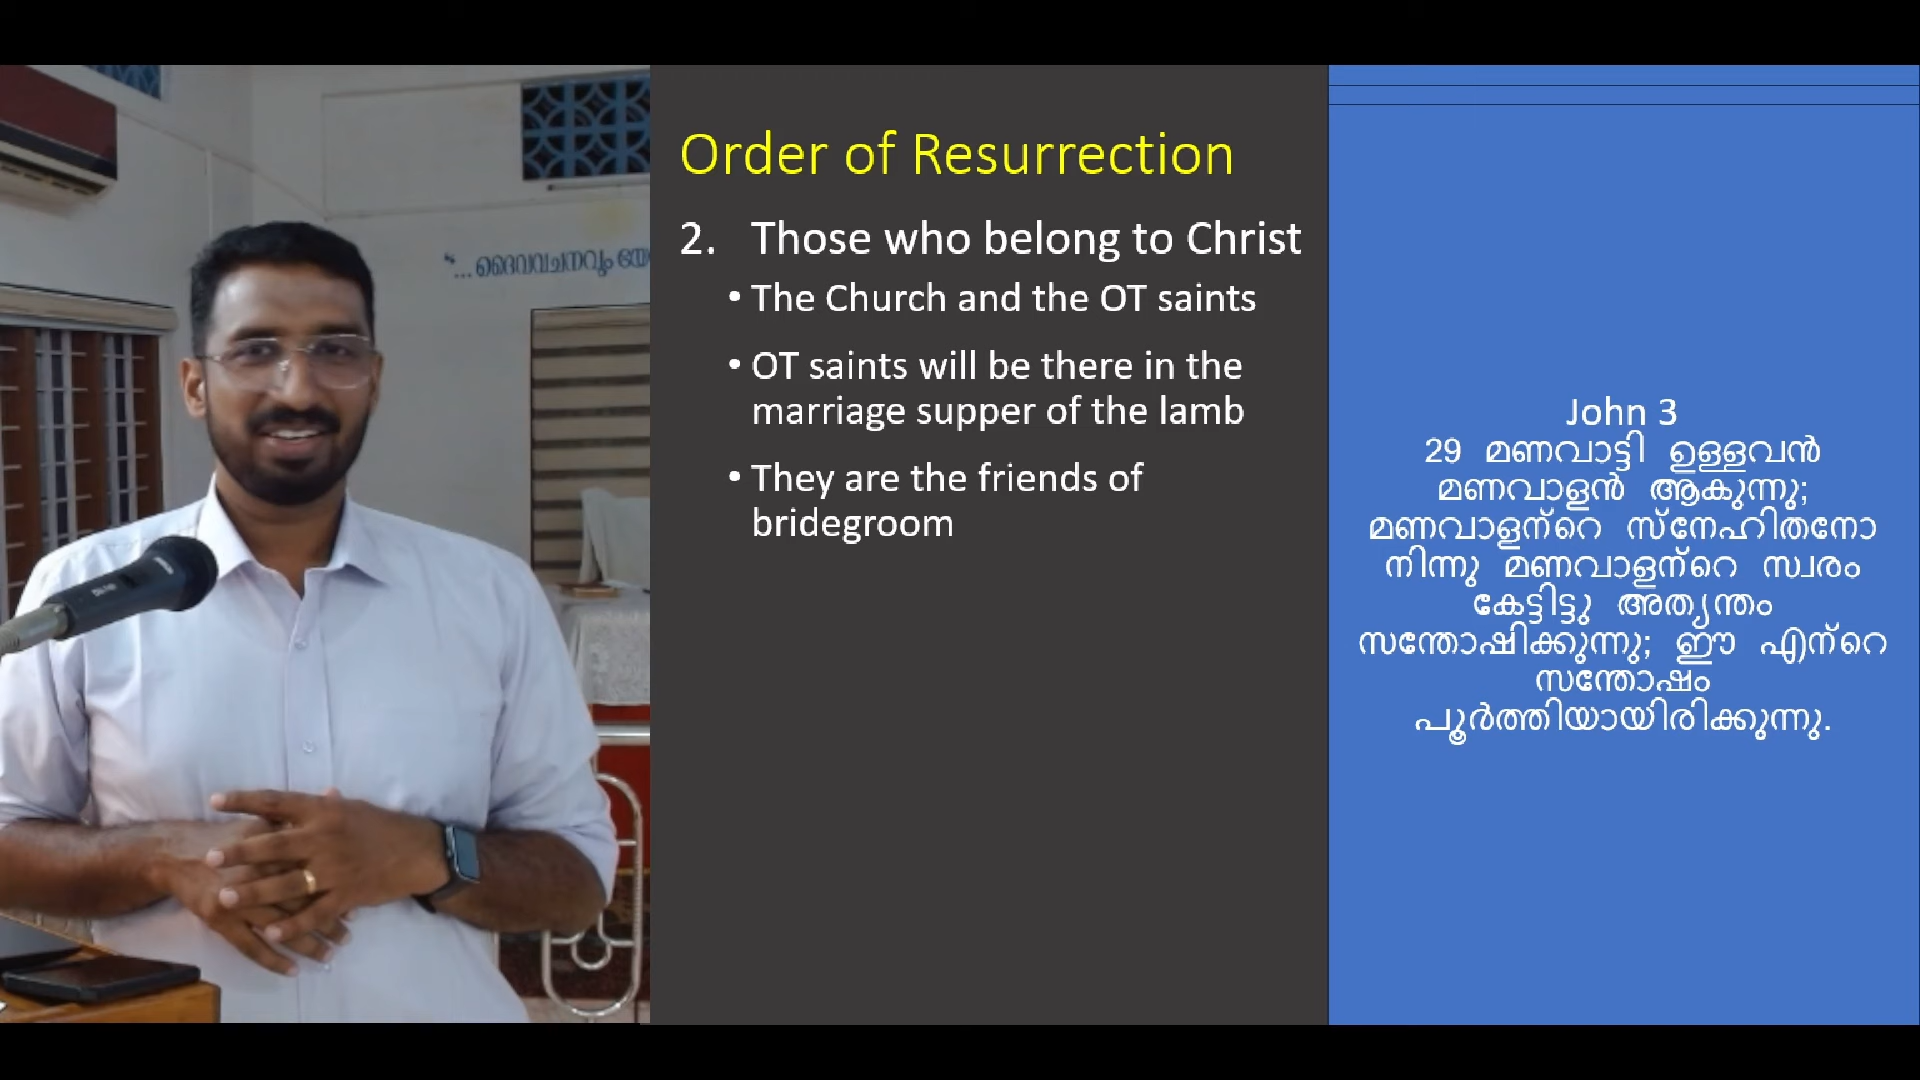 "... ദൈവവചനവും
Order of Resurrection
2. Those who belong to Christ
• The Church and the OT saints
• OT saints will be there in the
marriage supper of the lamb
• They are the friends of
bridegroom
John 3
29 മണവാട്ടി ഉള്ളവൻ
മണവാളൻ ആകുന്നു;
മണവാളന്റെ സ്നേഹിതനോ
നിന്നു മണവാളന്റെ സ്വരം
കേട്ടിട്ടു അത്യന്തം
സന്തോഷിക്കുന്നു; ഈ എന്റെ
സന്തോഷം
പൂർത്തിയായിരിക്കുന്നു.